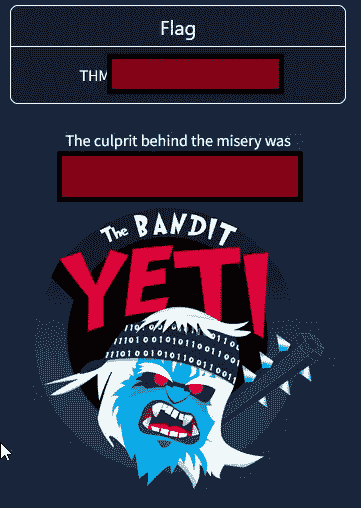 Flag
THM
The culprit behind the misery was
The BANDIT
YETI